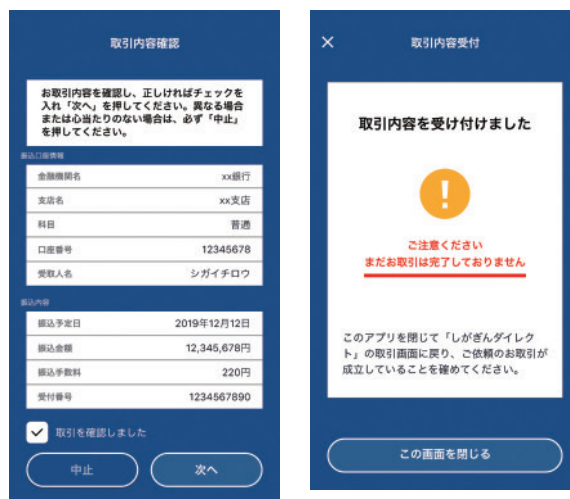 取引内容確認
お取引内容を確認し、正しければチェックを
入れ「次へ」を押してください。異なる場合
または心当たりのない場合は、必ず「中止」
を押してください。
振込口座情報
金融機関名 xx銀行
支店名 xx支店
科目 普通
口座番号 12345678
受取人名 シガイチロウ
振込内容
振込予定日 2019年12月12日
振込金額 12,345,678円
振込手数料 220円
受付番号 1234567890
取引を確認しました
中止 次へ
× 取引内容受付
取引内容を受け付けました
!
ご注意ください
まだお取引は完了しておりません
このアプリを閉じて「しがぎんダイレク
ト」の取引画面に戻り、ご依頼のお取引が
成立していることを確めてください。
この画面を閉じる